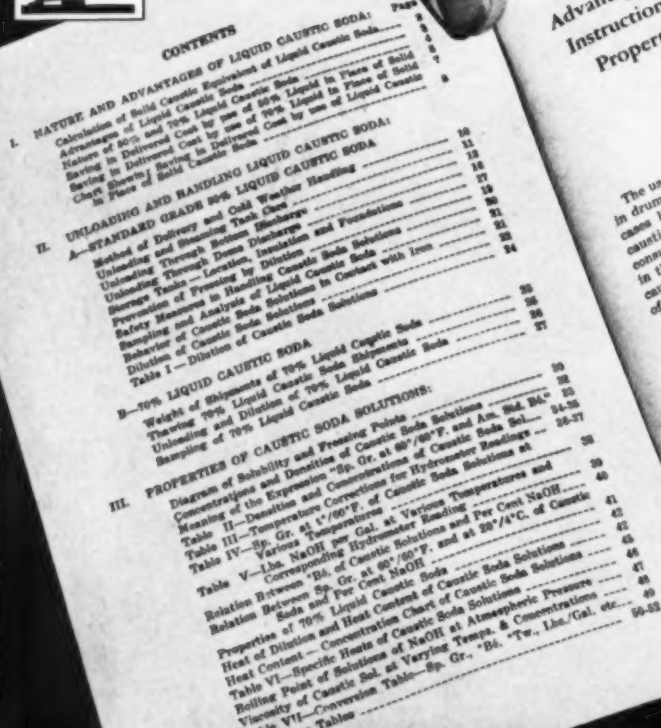 CONTENTS
Page
I. NATURE AND ADVANTAGES OF LIQUID CAUSTIC SODA:
Calculation of Solid Caustic Equivalent of Liquid Caustic Soda
Advantages of Liquid Caustic Soda
Nature of 50% and 70% Liquid Caustic Soda
Saving in Delivered Cost by use of 50% Liquid in Place of Solid
Saving in Delivered Cost by use of 70% Liquid in Place of Solid
Chart Showing Saving in Delivered Cost by use of Liquid Caustic
in Place of Solid Caustic Soda
II. UNLOADING AND HANDLING LIQUID CAUSTIC SODA:
A—STANDARD GRADE 50% LIQUID CAUSTIC SODA
Method of Delivery and Cold Weather Handling
Unloading and Steaming Tank Cars
Unloading Through Bottom Discharge
Unloading Through Dome Discharge
Storage Tanks—Location, Insulation and Foundations
Prevention of Freezing by Dilution
Safety Measures in Handling Caustic Soda Solutions
Sampling and Analysis of Liquid Caustic Soda
Behavior of Caustic Soda Solutions in Contact with Iron
Dilution of Caustic Soda Solutions
Table I—Dilution of Caustic Soda Solutions
B—70% LIQUID CAUSTIC SODA
Weight of Shipments of 70% Liquid Caustic Soda
Thawing 70% Liquid Caustic Soda Shipments
Unloading and Dilution of 70% Liquid Caustic Soda
Sampling of 70% Liquid Caustic Soda
III. PROPERTIES OF CAUSTIC SODA SOLUTIONS:
Diagram of Solubility and Freezing Points
Concentrations and Densities of Caustic Soda Solutions
Meaning of the Expression "Sp. Gr. at 60°/60°F. and Am. Std. Bé."
Table II—Densities and Concentrations of Caustic Soda Sol.
Table III—Temperature Corrections for Hydrometer Readings
Table IV—Sp. Gr. at t°/60°F. of Caustic Soda Solutions at
Various Temperatures
Table V—Lbs. NaOH per Gal. at Various Temperatures and
Corresponding Hydrometer Reading
Relation Between °Bé. of Caustic Solutions and Per Cent NaOH
Relation Between Sp. Gr. at 60°/60°F. and at 20°/4°C. of Caustic
Soda and Per Cent NaOH
Properties of 70% Liquid Caustic Soda
Heat of Dilution and Heat Content of Caustic Soda Solutions
Heat Content—Concentration Chart of Caustic Soda Solutions
Table VI—Specific Heats of Caustic Soda Solutions
Boiling Point of Solutions of NaOH at Atmospheric Pressure
Viscosity of Caustic Sol. at Varying Temps. & Concentrations
VII—Conversion Table—Sp. Gr., °Bé, °Tw., Lbs./Gal. etc.
Tables 50-52
Instruction
The us
in drum
cases
causti
const
in t